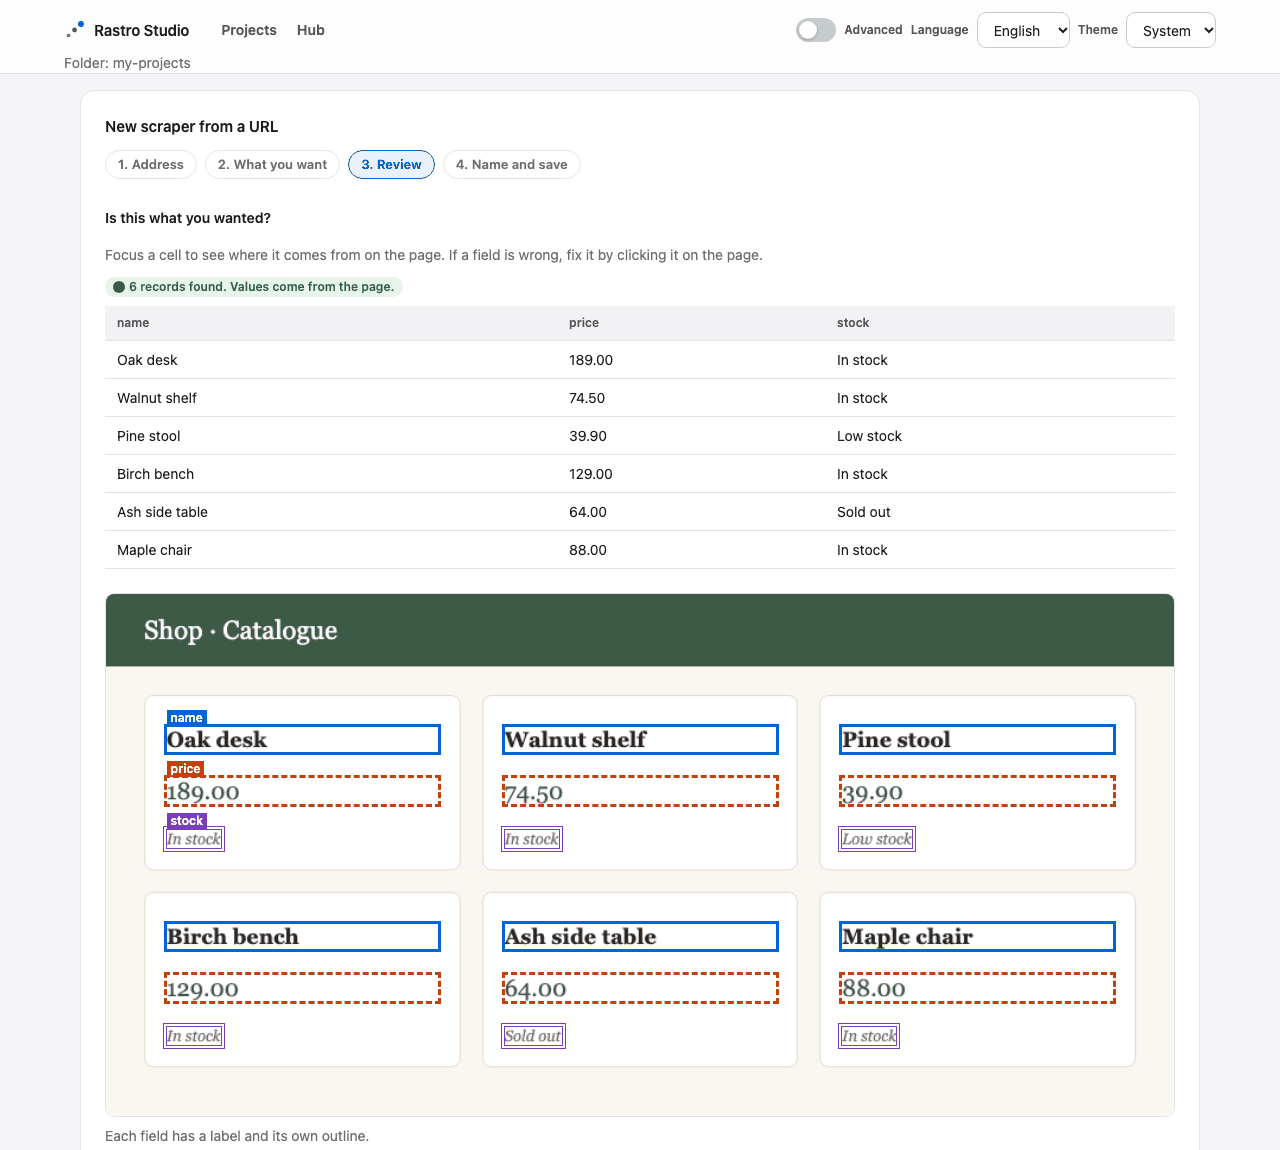 Rastro Studio Projects Hub Advanced Language English Theme System
Folder: my-projects
New scraper from a URL
1. Address 2. What you want 3. Review 4. Name and save
Is this what you wanted?
Focus a cell to see where it comes from on the page. If a field is wrong, fix it by clicking it on the page.
6 records found. Values come from the page.
name price stock
Oak desk 189.00 In stock
Walnut shelf 74.50 In stock
Pine stool 39.90 Low stock
Birch bench 129.00 In stock
Ash side table 64.00 Sold out
Maple chair 88.00 In stock
Shop · Catalogue
name
Oak desk Walnut shelf Pine stool
price
189.00 74.50 39.90
stock
In stock In stock Low stock
Birch bench Ash side table Maple chair
129.00 64.00 88.00
In stock Sold out In stock
Each field has a label and its own outline.